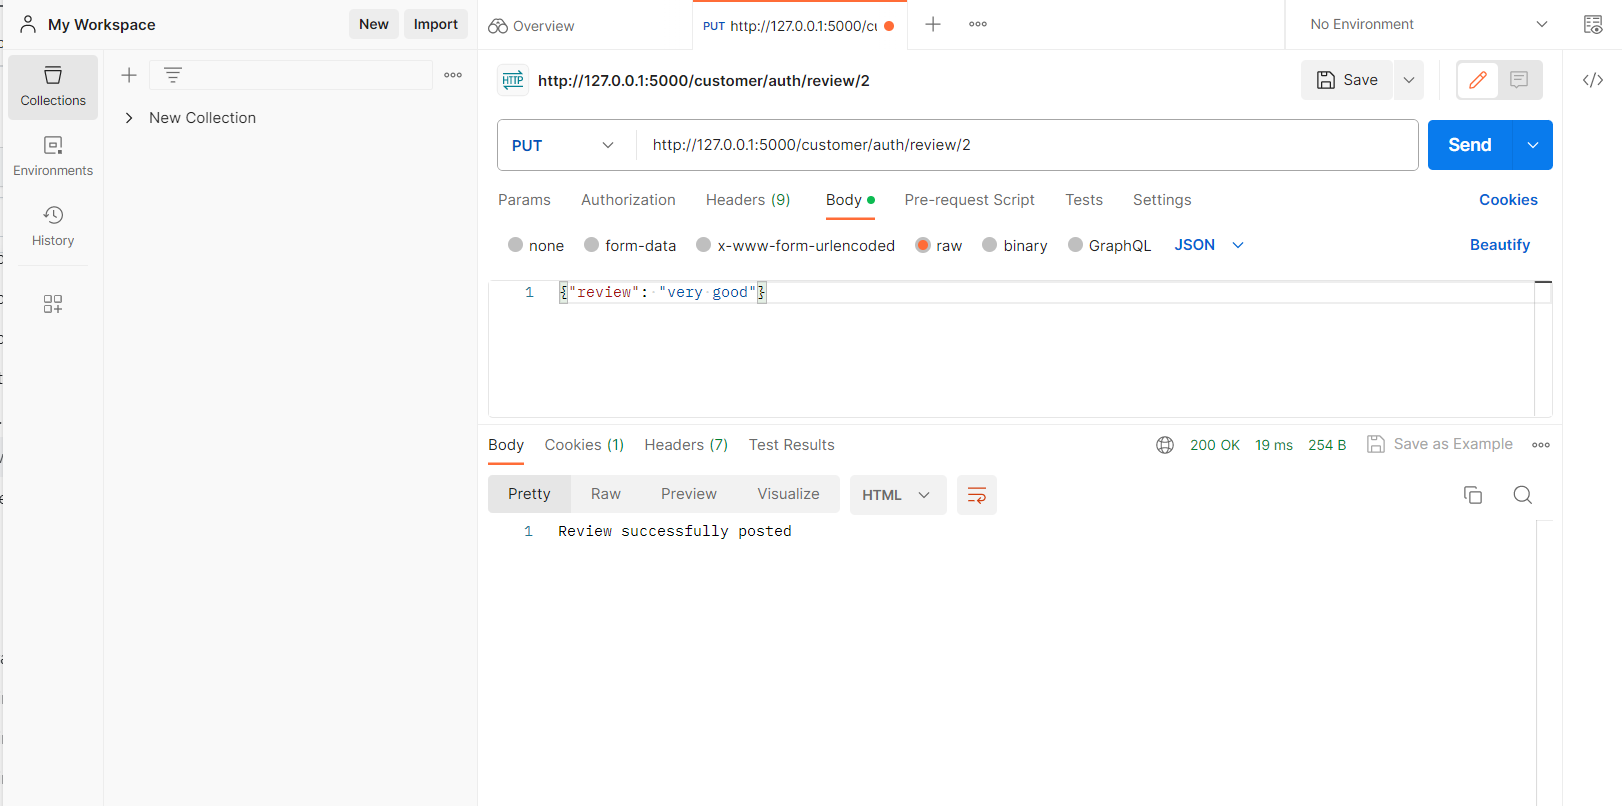 My Workspace
New
Import
Overview
PUT http://127.0.0.1:5000/cu
No Environment
Collections
Environments
History
New Collection
HTTP
http://127.0.0.1:5000/customer/auth/review/2
Save
PUT
http://127.0.0.1:5000/customer/auth/review/2
Send
Params
Authorization
Headers (9)
Body
Pre-request Script
Tests
Settings
Cookies
none
form-data
x-www-form-urlencoded
raw
binary
GraphQL
JSON
Beautify
1
{"review": "very good"}
Body
Cookies (1)
Headers (7)
Test Results
200 OK
19 ms
254 B
Save as Example
Pretty
Raw
Preview
Visualize
HTML
1
Review successfully posted